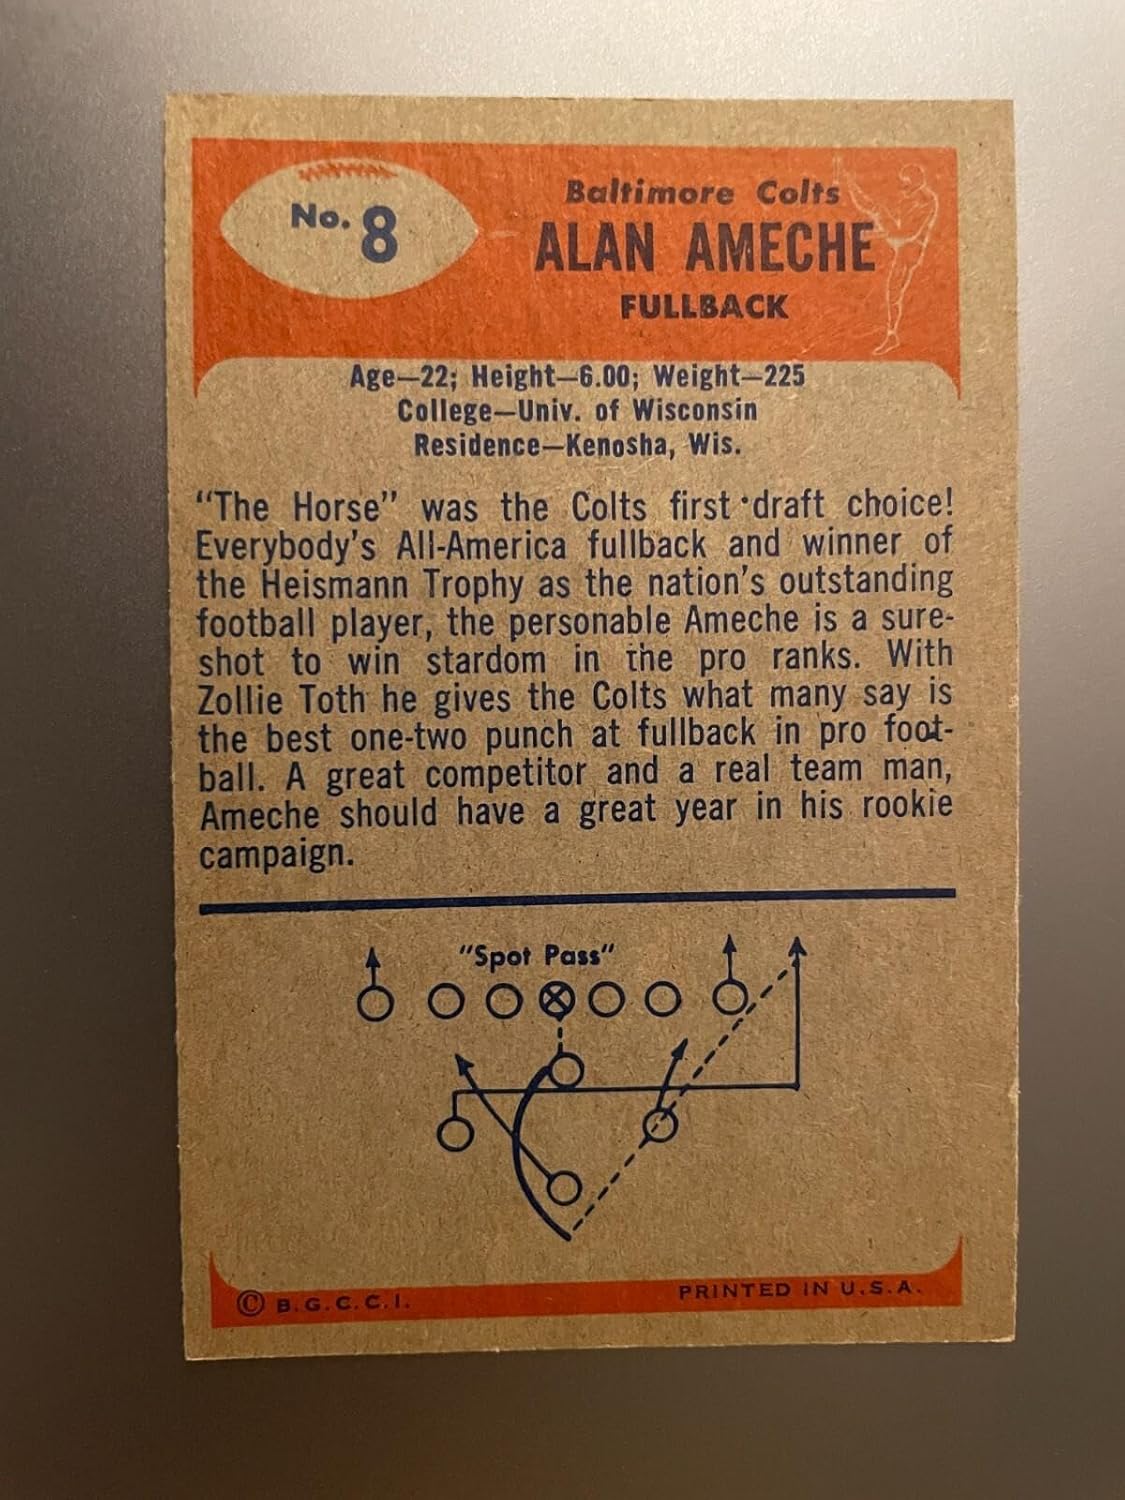 No. 8
Baltimore Colts
ALAN AMECHE
FULLBACK
Age—22; Height—6.00; Weight—225
College—Univ. of Wisconsin
Residence—Kenosha, Wis.
"The Horse" was the Colts first draft choice!
Everybody's All-America fullback and winner of
the Heismann Trophy as the nation's outstanding
football player, the personable Ameche is a sure-
shot to win stardom in the pro ranks. With
Zollie Toth he gives the Colts what many say is
the best one-two punch at fullback in pro foot-
ball. A great competitor and a real team man,
Ameche should have a great year in his rookie
campaign.
"Spot Pass"
© B.G.C.C.I.
PRINTED IN U.S.A.